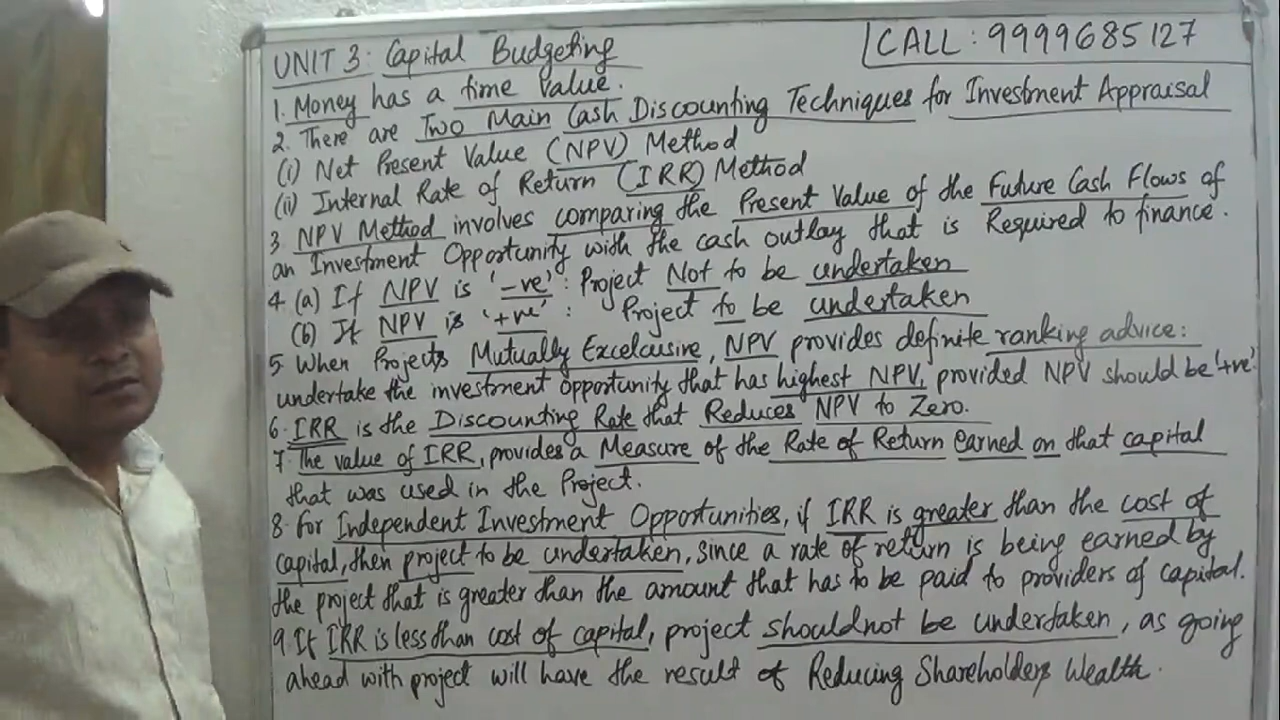 UNIT 3: Capital Budgeting
CALL: 9999685127
1. Money has a time value.
2. There are Two Main Cash Discounting Techniques for Investment Appraisal
(i) Net Present Value (NPV) Method
(ii) Internal Rate of Return (IRR) Method
3. NPV Method involves comparing the Present Value of the Future Cash Flows of
an Investment Opportunity with the cash outlay that is Required to finance.
4. (a) If NPV is '-ve': Project Not to be undertaken
(b) If NPV is '+ve': Project to be undertaken
5. When Projects Mutually Excelcusive, NPV provides definite ranking advice:
undertake the investment opportunity that has highest NPV, provided NPV should be '+ve'
6. IRR is the Discounting Rate that Reduces NPV to Zero.
7. The value of IRR, provides a Measure of the Rate of Return earned on that capital
that was used in the Project.
8. For Independent Investment Opportunities, if IRR is greater than the cost of
capital, then project to be undertaken, since a rate of return is being earned by
the project that is greater than the amount that has to be paid to providers of capital.
9. If IRR is less than cost of capital, project should not be undertaken, as going
ahead with project will have the result of Reducing Shareholders Wealth.